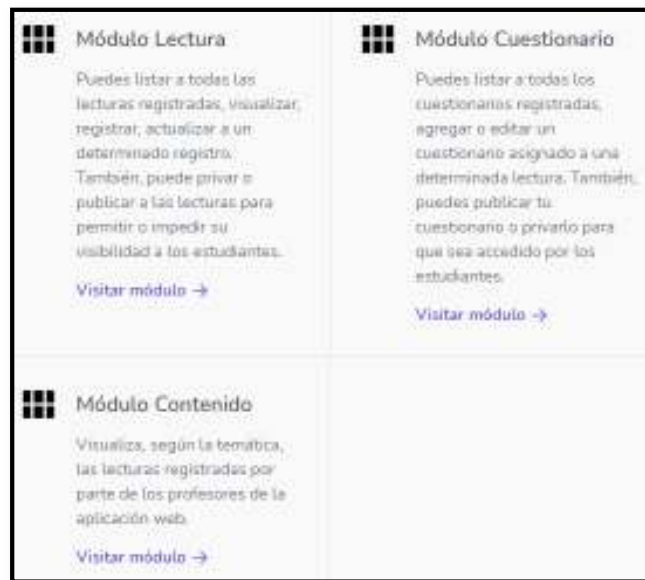 Módulo Lectura
Puedes listar a todas las
lecturas registradas, visualizar,
registrar, actualizar a un
determinado registro.
También, puede privar o
publicar a las lecturas para
permitir o impedir su
visibilidad a los estudiantes.
Visitar módulo →
Módulo Cuestionario
Puedes listar a todas los
cuestionarios registradas,
agregar o editar un
cuestionario asignado a una
determinada lectura. También,
puedes publicar tu
cuestionario o privarlo para
que sea accedido por los
estudiantes.
Visitar módulo →
Módulo Contenido
Visualiza, según la temática,
las lecturas registradas por
parte de los profesores de la
aplicación web.
Visitar módulo →